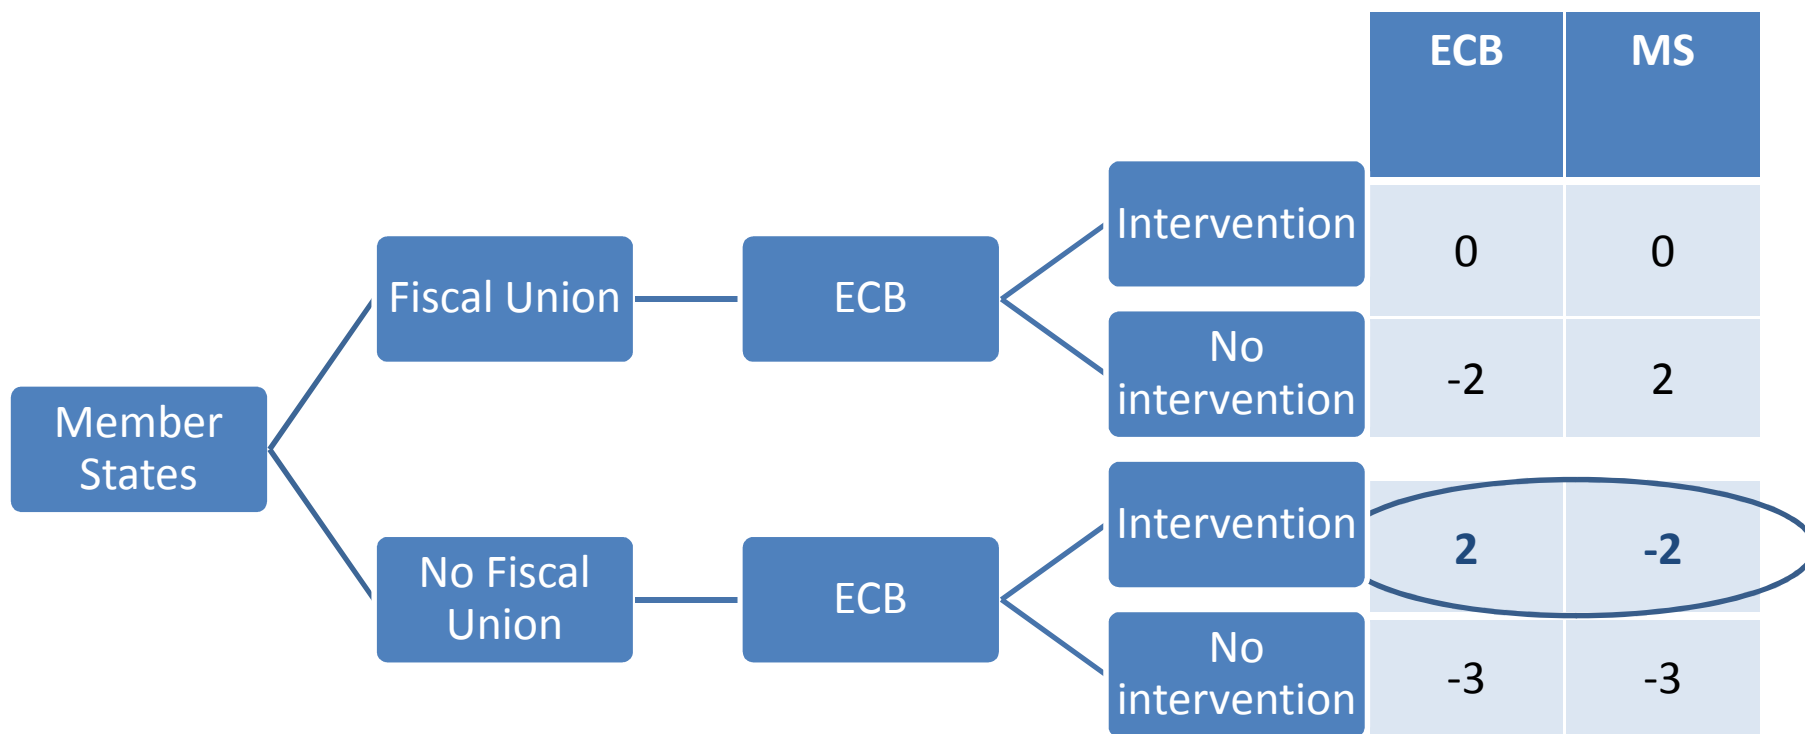 ECB MS
Intervention
0 0
Fiscal Union
ECB
No
intervention
-2 2
Member
States
Intervention
2 -2
No Fiscal
Union
ECB
No
intervention
-3 -3